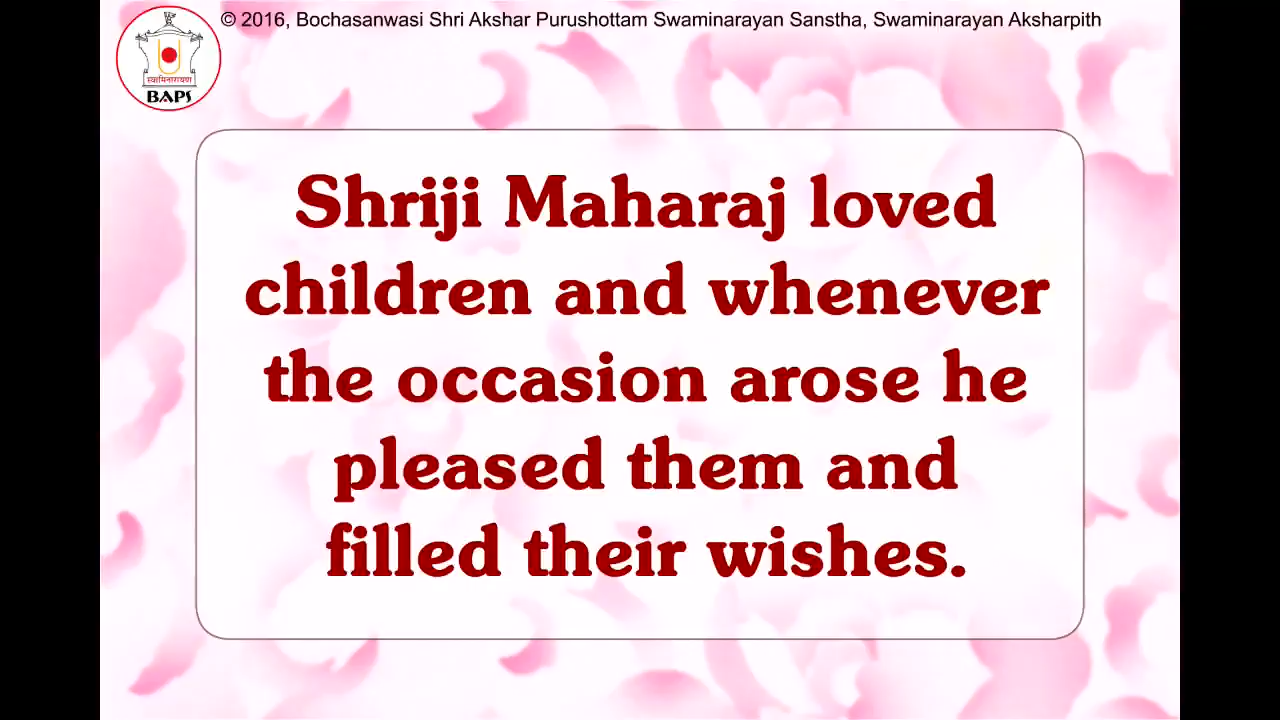 © 2016, Bochasanwasi Shri Akshar Purushottam Swaminarayan Sanstha, Swaminarayan Aksharpith
स्वामिनारायण
BAPS
Shriji Maharaj loved
children and whenever
the occasion arose he
pleased them and
filled their wishes.